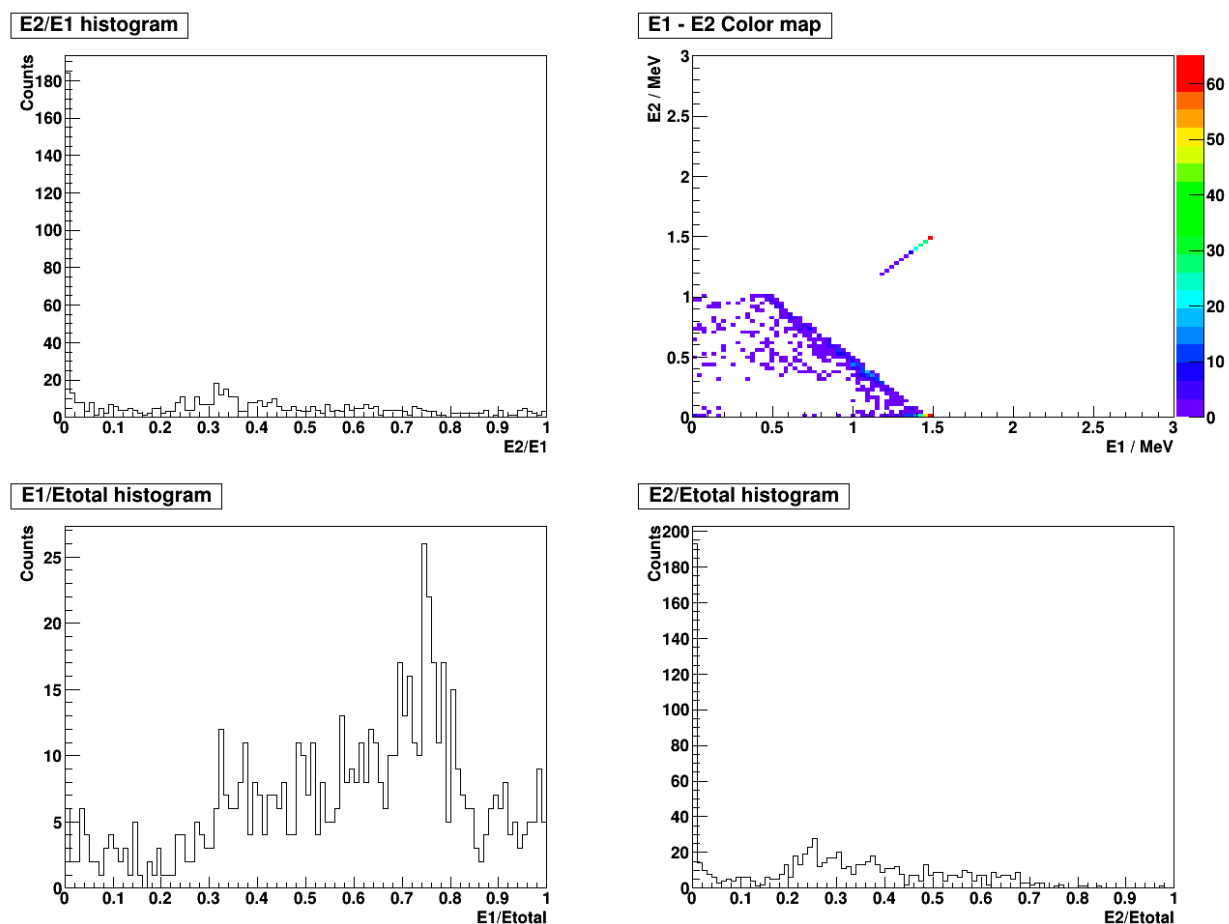 E2/E1 histogram
Counts
180
160
140
120
100
80
60
40
20
0
0 0.1 0.2 0.3 0.4 0.5 0.6 0.7 0.8 0.9 1
E2/E1
E1 - E2 Color map
E2 / MeV
3
2.5
2
1.5
1
0.5
0
0 0.5 1 1.5 2 2.5 3
E1 / MeV
60
50
40
30
20
10
0
E1/Etotal histogram
Counts
25
20
15
10
5
0
0 0.1 0.2 0.3 0.4 0.5 0.6 0.7 0.8 0.9 1
E1/Etotal
E2/Etotal histogram
Counts
200
180
160
140
120
100
80
60
40
20
0
0 0.1 0.2 0.3 0.4 0.5 0.6 0.7 0.8 0.9 1
E2/Etotal